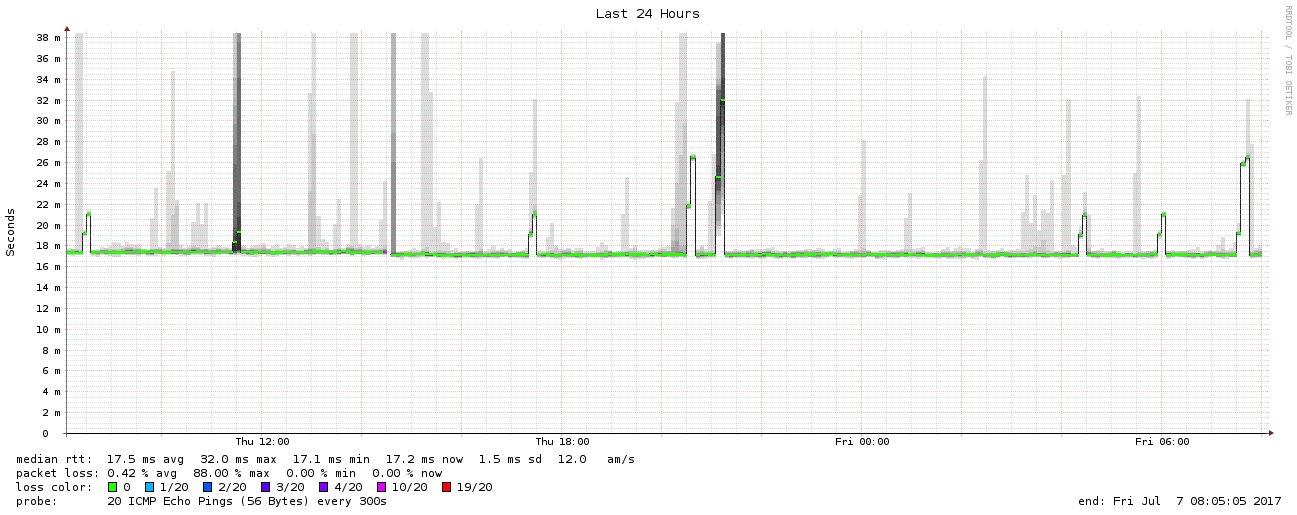 Last 24 Hours
RRDTOOL / TOBI OETIKER
Seconds
38 m
36 m
34 m
32 m
30 m
28 m
26 m
24 m
22 m
20 m
18 m
16 m
14 m
12 m
10 m
8 m
6 m
4 m
2 m
0
Thu 12:00 Thu 18:00 Fri 00:00 Fri 06:00
median rtt: 17.5 ms avg 32.0 ms max 17.1 ms min 17.2 ms now 1.5 ms sd 12.0 am/s
packet loss: 0.42 % avg 88.00 % max 0.00 % min 0.00 % now
loss color: 0 1/20 2/20 3/20 4/20 10/20 19/20
probe: 20 ICMP Echo Pings (56 Bytes) every 300s end: Fri Jul 7 08:05:05 2017